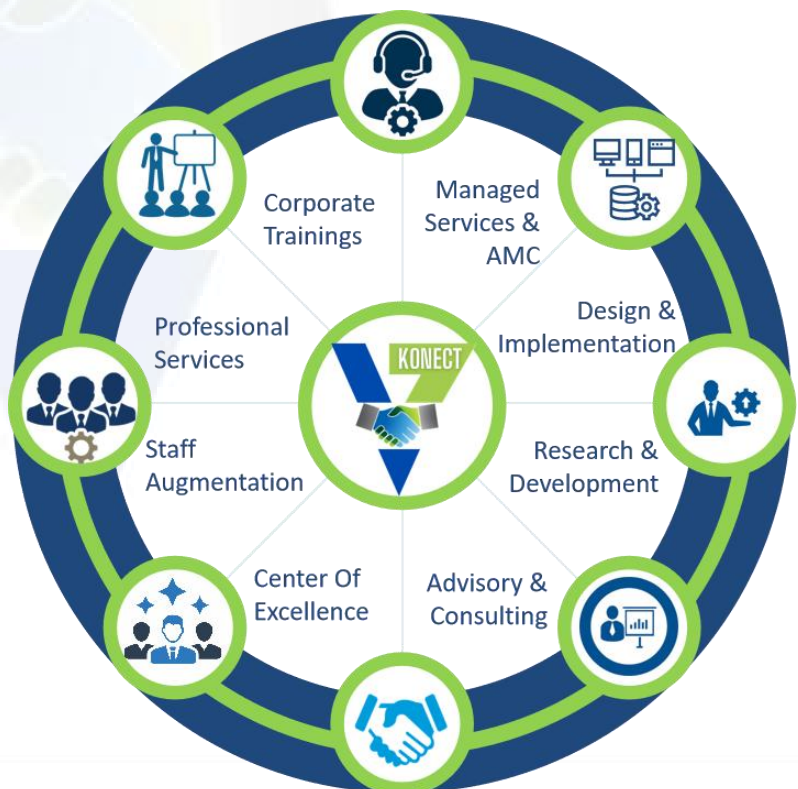 Corporate
Trainings
Managed
Services &
AMC
Professional
Services
Design &
Implementation
KONECT
Staff
Augmentation
Research &
Development
Center Of
Excellence
Advisory &
Consulting